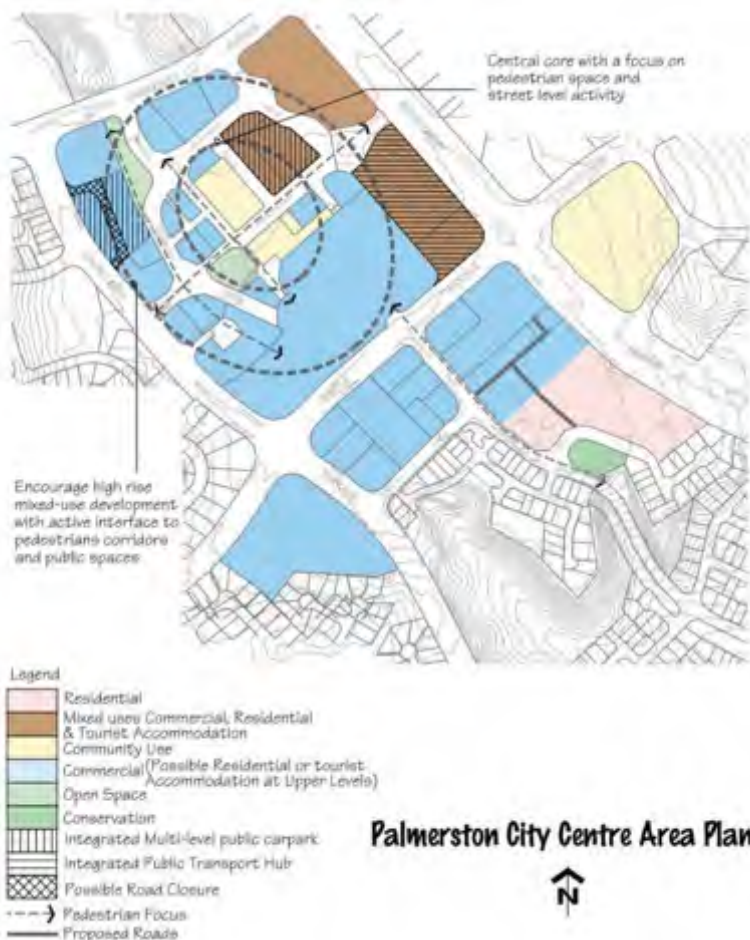 Central core with a focus on
pedestrian space and
street level activity
Encourage high rise
mixed-use development
with active interface to
pedestrians corridors
and public spaces
Legend
Residential
Mixed uses Commercial, Residential
& Tourist Accommodation
Community Use
Commercial (Possible Residential or tourist
Accommodation at Upper Levels)
Open Space
Conservation
Integrated Multi-level public carpark
Integrated Public Transport Hub
Possible Road Closure
Pedestrian Focus
Proposed Roads
Palmerston City Centre Area Plan
N